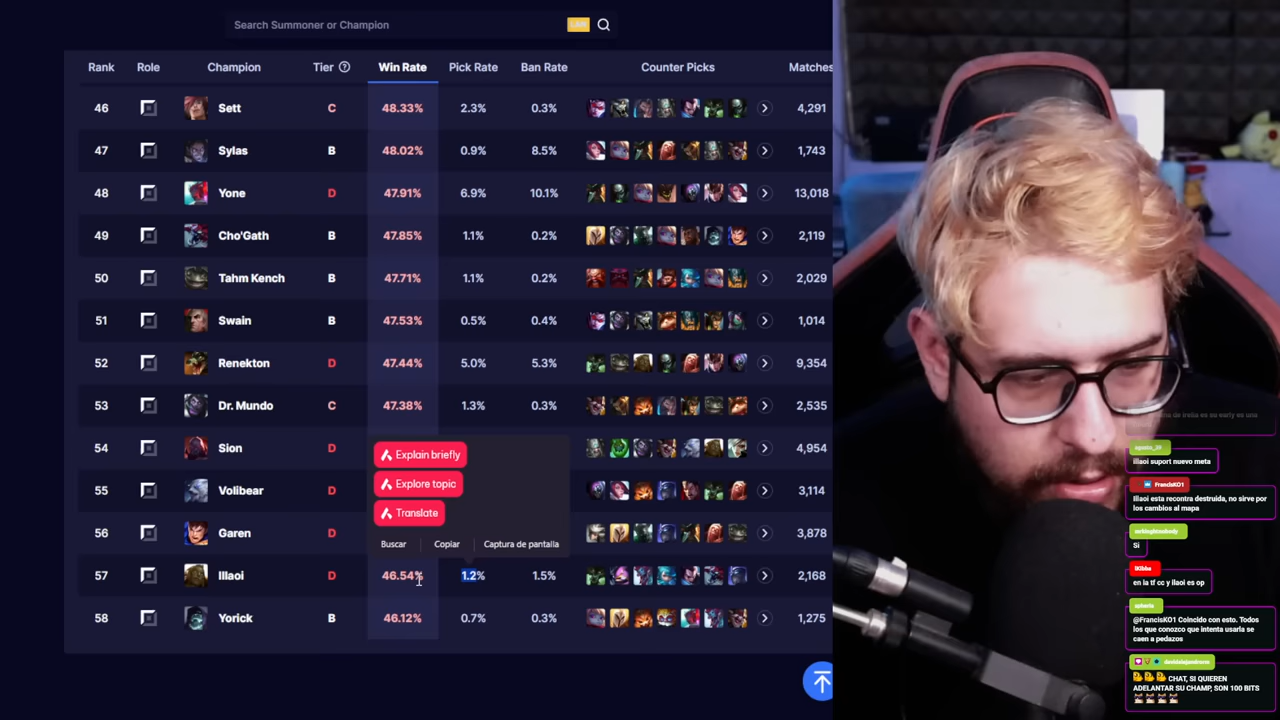 Search Summoner or Champion
Rank Role Champion Tier Win Rate Pick Rate Ban Rate Counter Picks Matches
46 Sett C 48.33% 2.3% 0.3% 4,291
47 Sylas B 48.02% 0.9% 8.5% 1,743
48 Yone D 47.91% 6.9% 10.1% 13,018
49 Cho'Gath B 47.85% 1.1% 0.2% 2,119
50 Tahm Kench B 47.71% 1.1% 0.2% 2,029
51 Swain B 47.53% 0.5% 0.4% 1,014
52 Renekton D 47.44% 5.0% 5.3% 9,354
53 Dr. Mundo C 47.38% 1.3% 0.3% 2,535
54 Sion D 4,954
Explain briefly
55 Volibear D 3,114
Explore topic
Translate
56 Garen D 3,878
Buscar Copiar Captura de pantalla
57 Illaoi D 46.54% 1.2% 1.5% 2,168
58 Yorick B 46.12% 0.7% 0.3% 1,275
illaoi suport nuevo meta
FrancisKO1
Illaoi esta recontra destruida, no sirve por
los cambios al mapa
Si
en la tf cc y ilaoi es op
@FrancisKO1 Coincido con esto. Todos
los que conozco que intenta usarla se
caen a pedazos
CHAT, SI QUIEREN
ADELANTAR SU CHAMP, SON 100 BITS